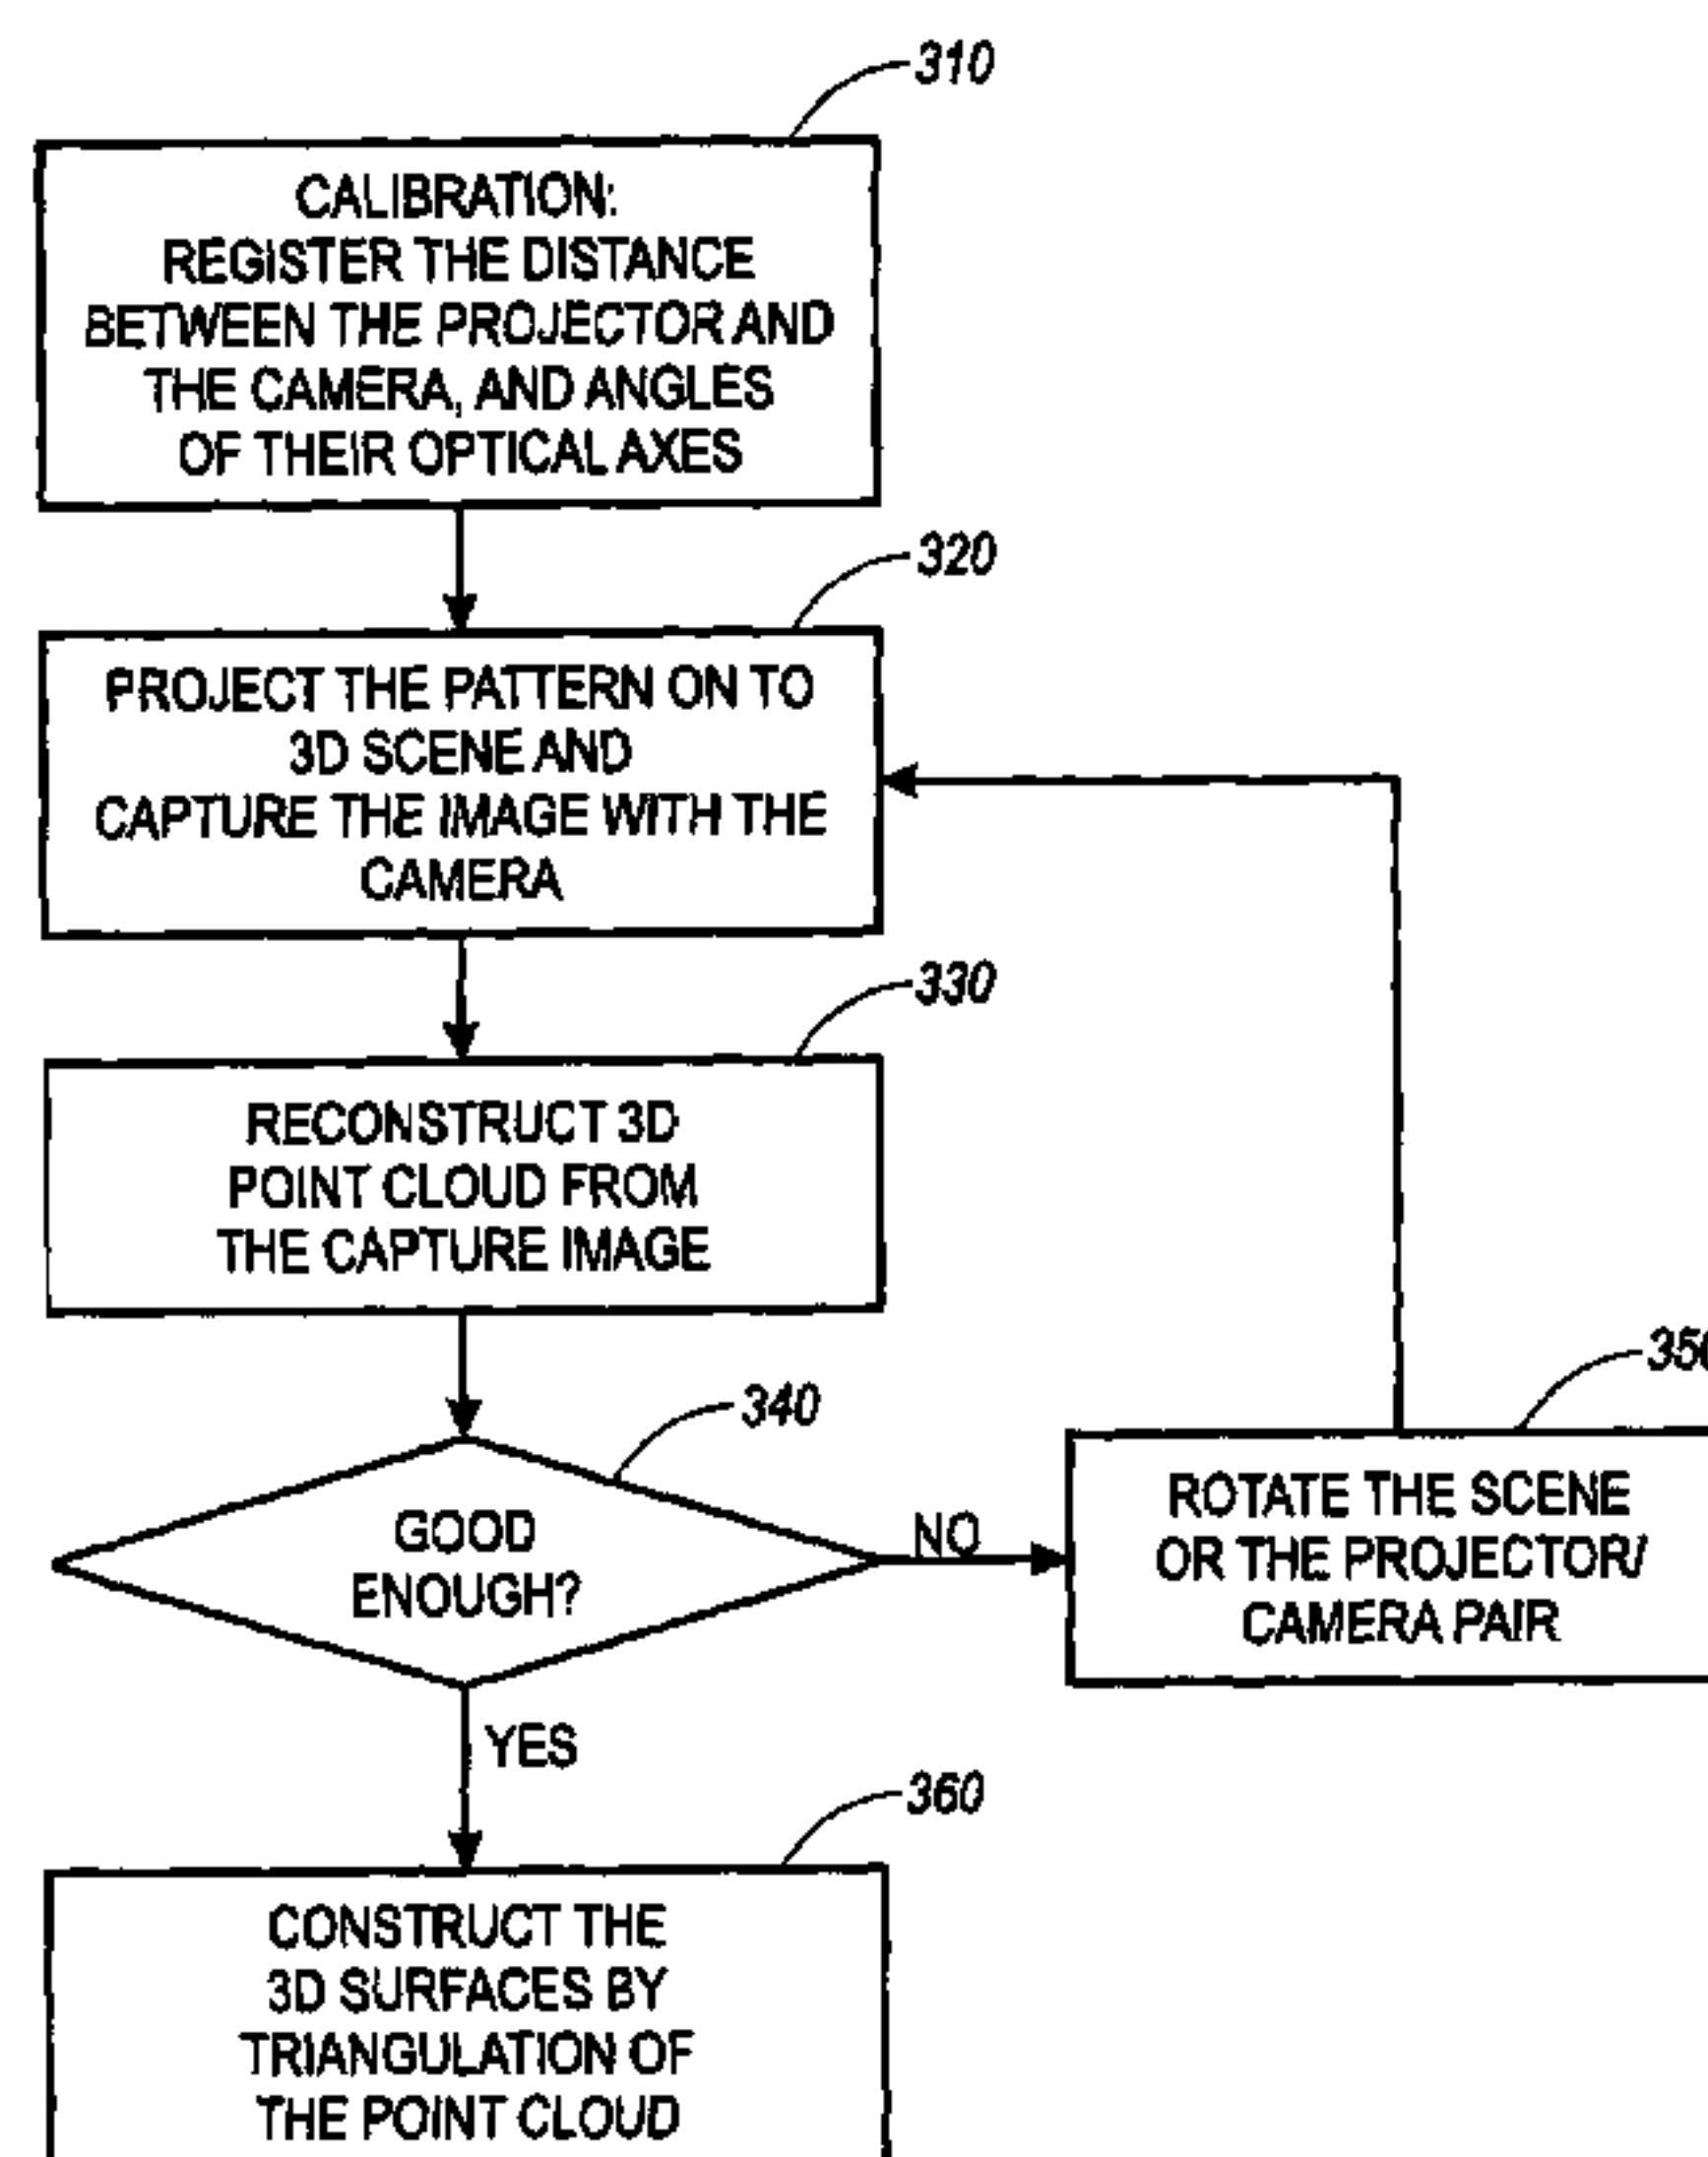 310
CALIBRATION:
REGISTER THE DISTANCE
BETWEEN THE PROJECTOR AND
THE CAMERA, AND ANGLES
OF THEIR OPTICAL AXES
320
PROJECT THE PATTERN ON TO
3D SCENE AND
CAPTURE THE IMAGE WITH THE
CAMERA
330
RECONSTRUCT 3D
POINT CLOUD FROM
THE CAPTURE IMAGE
340
GOOD
ENOUGH?
NO
350
ROTATE THE SCENE
OR THE PROJECTOR/
CAMERA PAIR
YES
360
CONSTRUCT THE
3D SURFACES BY
TRIANGULATION OF
THE POINT CLOUD